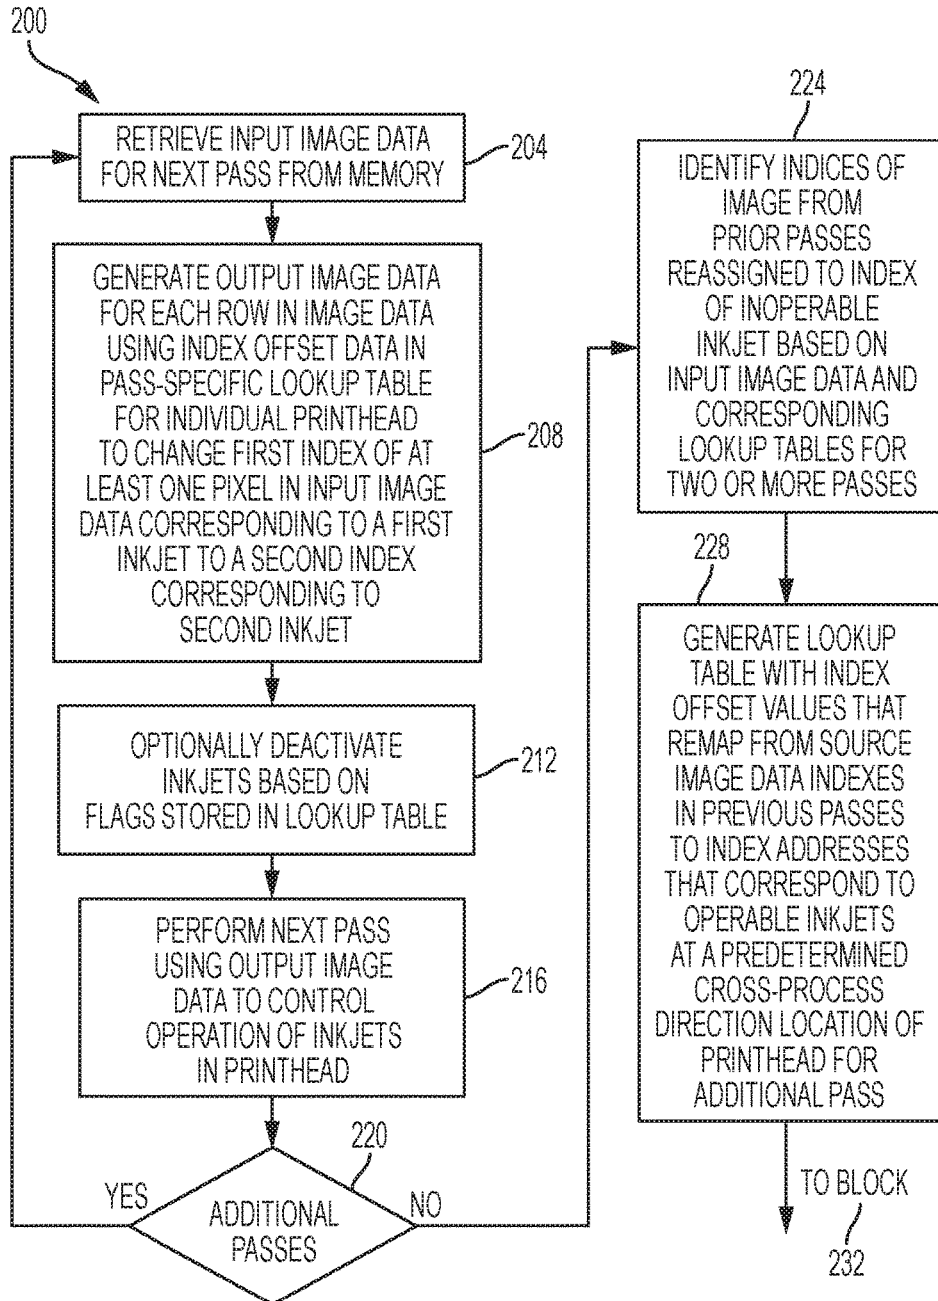 200
RETRIEVE INPUT IMAGE DATA
FOR NEXT PASS FROM MEMORY
204
GENERATE OUTPUT IMAGE DATA
FOR EACH ROW IN IMAGE DATA
USING INDEX OFFSET DATA IN
PASS-SPECIFIC LOOKUP TABLE
FOR INDIVIDUAL PRINTHEAD
TO CHANGE FIRST INDEX OF AT
LEAST ONE PIXEL IN INPUT IMAGE
DATA CORRESPONDING TO A FIRST
INKJET TO A SECOND INDEX
CORRESPONDING TO
SECOND INKJET
208
OPTIONALLY DEACTIVATE
INKJETS BASED ON
FLAGS STORED IN LOOKUP TABLE
212
PERFORM NEXT PASS
USING OUTPUT IMAGE
DATA TO CONTROL
OPERATION OF INKJETS
IN PRINTHEAD
216
220
YES
ADDITIONAL
PASSES
NO
224
IDENTIFY INDICES OF
IMAGE FROM
PRIOR PASSES
REASSIGNED TO INDEX
OF INOPERABLE
INKJET BASED ON
INPUT IMAGE DATA AND
CORRESPONDING
LOOKUP TABLES FOR
TWO OR MORE PASSES
228
GENERATE LOOKUP
TABLE WITH INDEX
OFFSET VALUES THAT
REMAP FROM SOURCE
IMAGE DATA INDEXES
IN PREVIOUS PASSES
TO INDEX ADDRESSES
THAT CORRESPOND TO
OPERABLE INKJETS
AT A PREDETERMINED
CROSS-PROCESS
DIRECTION LOCATION OF
PRINTHEAD FOR
ADDITIONAL PASS
TO BLOCK
232